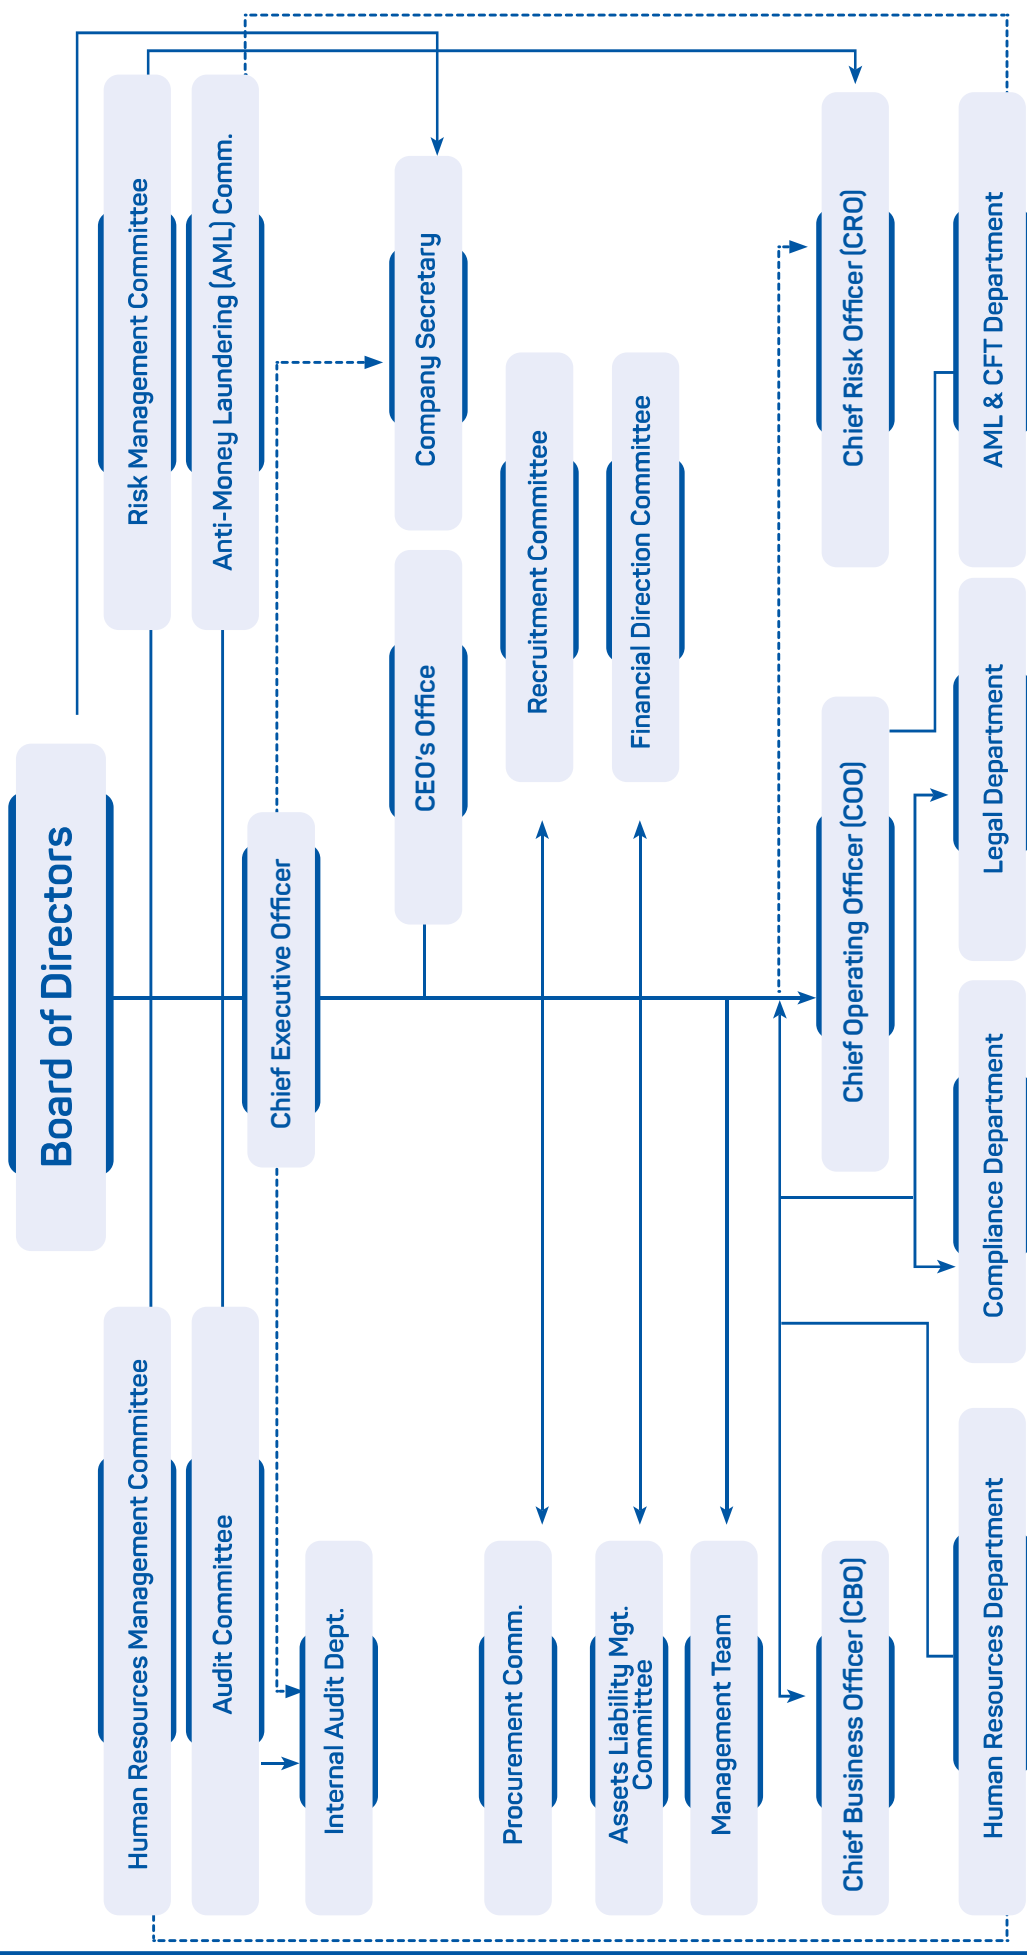 Board of Directors
Human Resources Management Committee
Risk Management Committee
Audit Committee
Anti-Money Laundering (AML) Comm.
Chief Executive Officer
Internal Audit Dept.
CEO's Office
Company Secretary
Procurement Comm.
Recruitment Committee
Assets Liability Mgt.
Committee
Financial Direction Committee
Management Team
Chief Business Officer (CBO)
Chief Operating Officer (COO)
Chief Risk Officer (CRO)
Human Resources Department
Compliance Department
Legal Department
AML & CFT Department